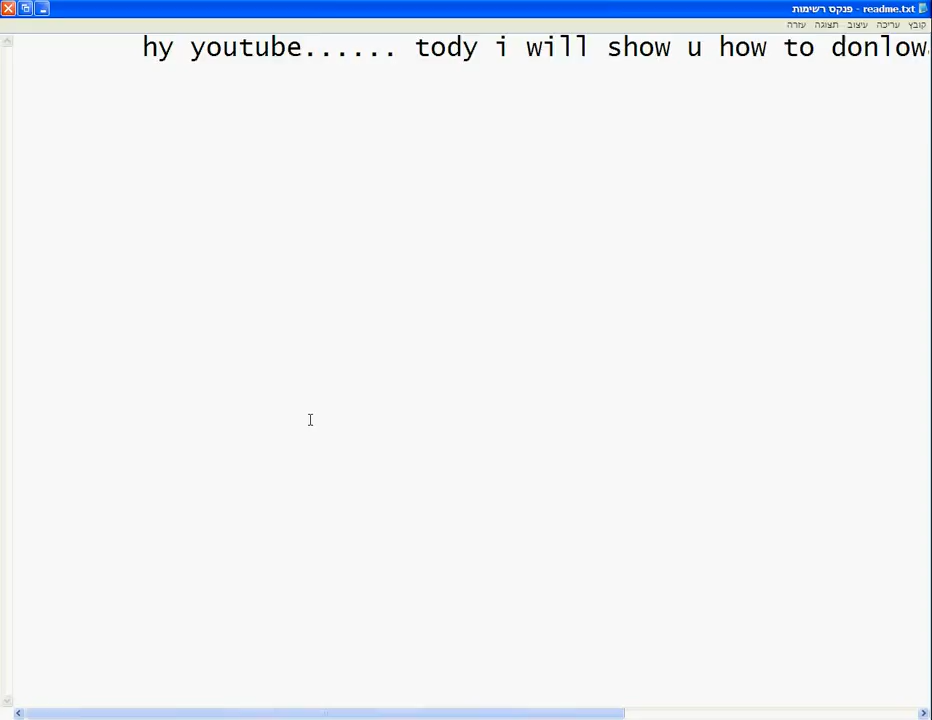 readme.txt - פנקס רשימות
קובץ עריכה עיצוב תצוגה עזרה
hy youtube...... tody i will show u how to donlow